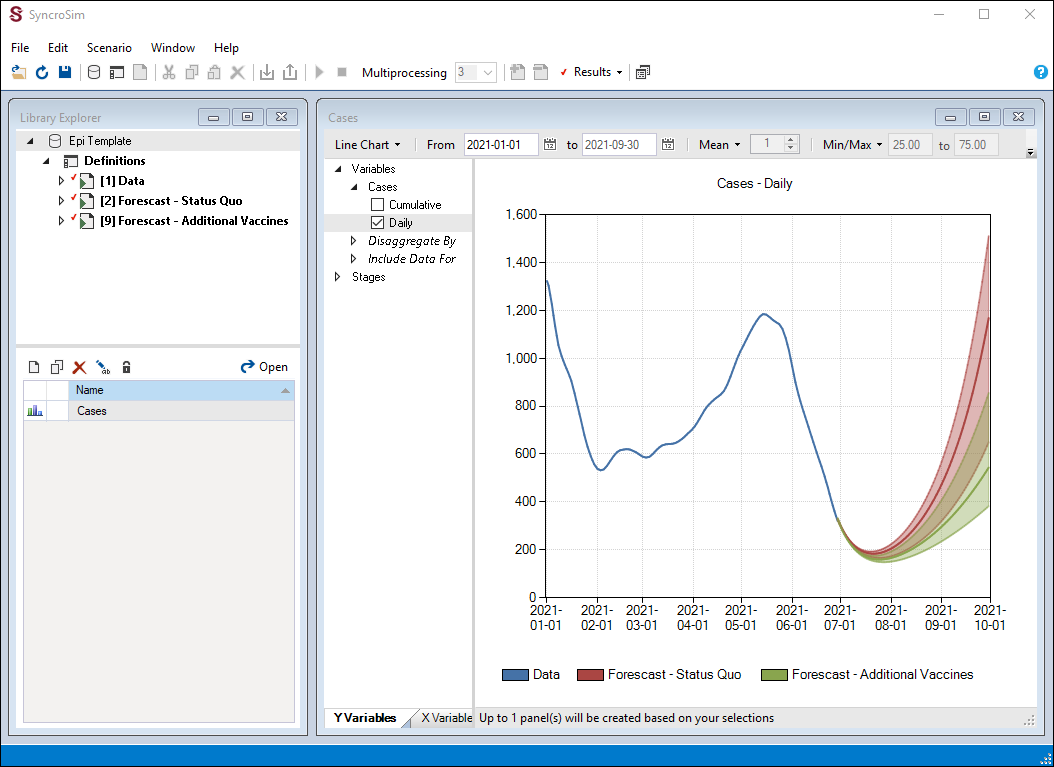 SyncroSim
File Edit Scenario Window Help
Multiprocessing 3 Results
Library Explorer
Epi Template
Definitions
[1] Data
[2] Forescast - Status Quo
[9] Forescast - Additional Vaccines
Open
Name
Cases
Cases
Line Chart From 2021-01-01 to 2021-09-30 Mean 1 Min/Max 25.00 to 75.00
Variables
Cases
Cumulative
Daily
Disaggregate By
Include Data For
Stages
Cases - Daily
1,600
1,400
1,200
1,000
800
600
400
200
0
2021-01-01 2021-02-01 2021-03-01 2021-04-01 2021-05-01 2021-06-01 2021-07-01 2021-08-01 2021-09-01 2021-10-01
Data Forescast - Status Quo Forescast - Additional Vaccines
Y Variables X Variable Up to 1 panel(s) will be created based on your selections